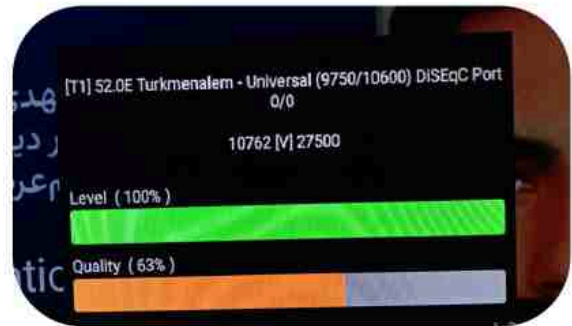 [T1] 52.0E Turkmenalem - Universal (9750/10600) DiSEqC Port
0/0
10762 [V] 27500
Level (100%)
Quality (63%)